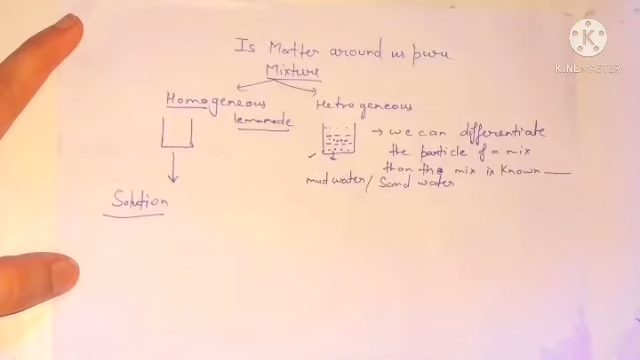 Is Matter around us pure
Mixture
Homogeneous
Hetrogeneous
lemonade
→ we can differentiate
the particle of a mix
than the mix is known ____
mud water / Sand water
Solution
KINEMASTER